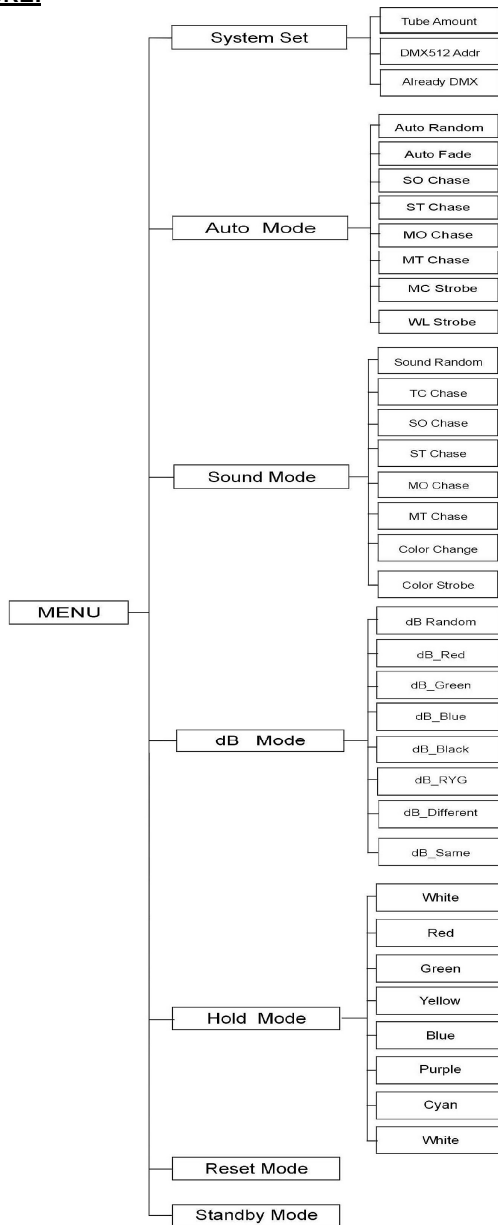 System Set
Tube Amount
DMX512 Addr
Already DMX
Auto Mode
Auto Random
Auto Fade
SO Chase
ST Chase
MO Chase
MT Chase
MC Strobe
WL Strobe
Sound Mode
Sound Random
TC Chase
SO Chase
ST Chase
MO Chase
MT Chase
Color Change
Color Strobe
MENU
dB Mode
dB Random
dB_Red
dB_Green
dB_Blue
dB_Black
dB_RYG
dB_Different
dB_Same
Hold Mode
White
Red
Green
Yellow
Blue
Purple
Cyan
White
Reset Mode
Standby Mode